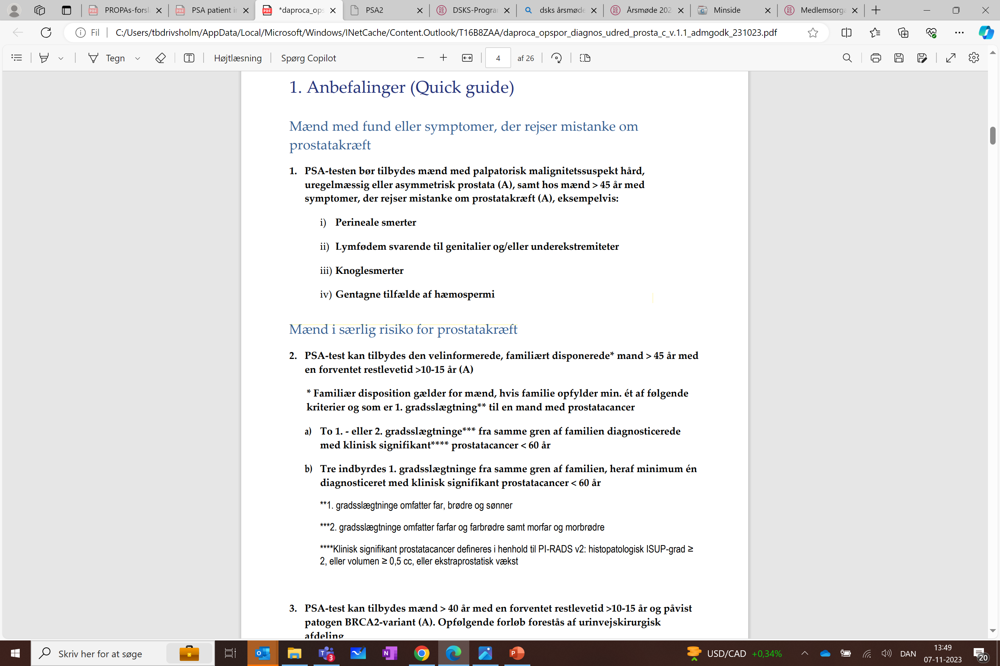 PROPAs-forsl
PSA patient in
*daproca_ops
PSA2
DSKS-Program
dsks årsmøde
Årsmøde 202
Minside
Medlemsorga
Fil
C:/Users/tbdrivsholm/AppData/Local/Microsoft/Windows/INetCache/Content.Outlook/T16B8ZAA/daproca_opspor_diagnos_udred_prosta_c_v.1.1_admgodk_231023.pdf
Tegn
Højtlæsning
Spørg Copilot
4 af 26
1. Anbefalinger (Quick guide)
Mænd med fund eller symptomer, der rejser mistanke om
prostatakræft
1. PSA-testen bør tilbydes mænd med palpatorisk malignitetssuspekt hård,
uregelmæssig eller asymmetrisk prostata (A), samt hos mænd > 45 år med
symptomer, der rejser mistanke om prostatakræft (A), eksempelvis:
i) Perineale smerter
ii) Lymfødem svarende til genitalier og/eller underekstremiteter
iii) Knoglesmerter
iv) Gentagne tilfælde af hæmospermi
Mænd i særlig risiko for prostatakræft
2. PSA-test kan tilbydes den velinformerede, familiært disponerede* mand > 45 år med
en forventet restlevetid >10-15 år (A)
* Familiær disposition gælder for mænd, hvis familie opfylder min. ét af følgende
kriterier og som er 1. gradsslægtning** til en mand med prostatacancer
a) To 1. - eller 2. gradsslægtninge*** fra samme gren af familien diagnosticerede
med klinisk signifikant**** prostatacancer < 60 år
b) Tre indbyrdes 1. gradsslægtninge fra samme gren af familien, heraf minimum én
diagnosticeret med klinisk signifikant prostatacancer < 60 år
**1. gradsslægtninge omfatter far, brødre og sønner
***2. gradsslægtninge omfatter farfar og farbrødre samt morfar og morbrødre
****Klinisk signifikant prostatacancer defineres i henhold til PI-RADS v2: histopatologisk ISUP-grad ≥
2, eller volumen ≥ 0,5 cc, eller ekstraprostatisk vækst
3. PSA-test kan tilbydes mænd > 40 år med en forventet restlevetid >10-15 år og påvist
patogen BRCA2-variant (A). Opfølgende forløb forestås af urinvejskirurgisk
afdeling
Skriv her for at søge
USD/CAD +0,34%
DAN
13:49
07-11-2023
20